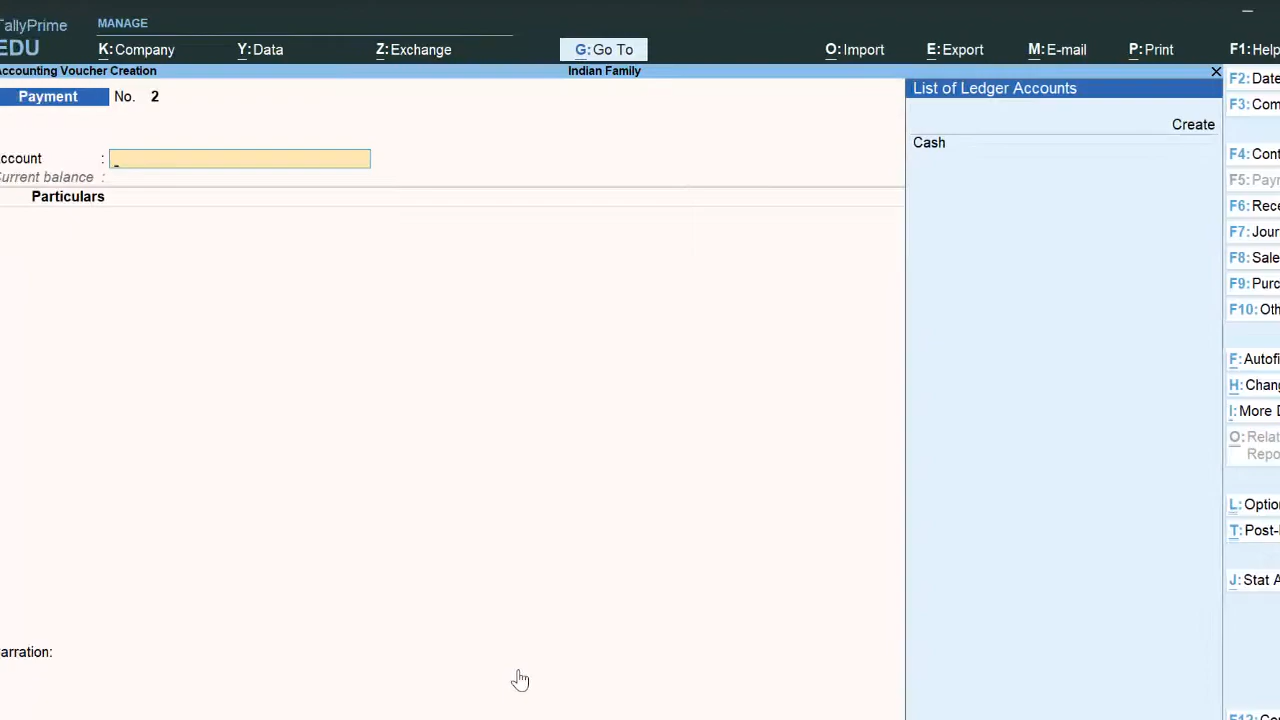 TallyPrime
MANAGE
EDU
K:Company
Y:Data
Z:Exchange
G:Go To
O:Import
E:Export
M:E-mail
P:Print
F1:Help
Accounting Voucher Creation
Indian Family
Payment No. 2
ccount :
Current balance :
Particulars
List of Ledger Accounts
Create
Cash
F2:Date
F3:Com
F4:Cont
F5:Payr
F6:Rece
F7:Jour
F8:Sale
F9:Purc
F10:Oth
F:Autofi
H:Chang
I:More D
O:Relat
Repo
L:Optio
T:Post-
J:Stat A
arration: